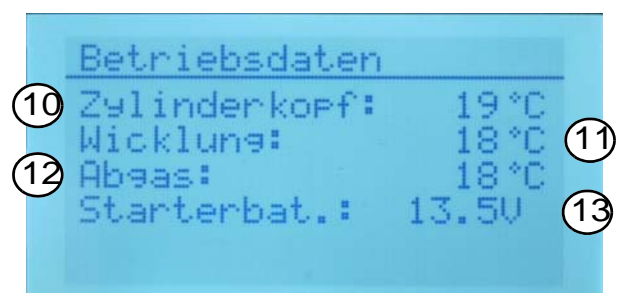 Betriebsdaten
10 Zylinderkopf: 19°C
Wicklung: 18°C 11
12 Abgas: 18°C
Starterbat.: 13.5V 13